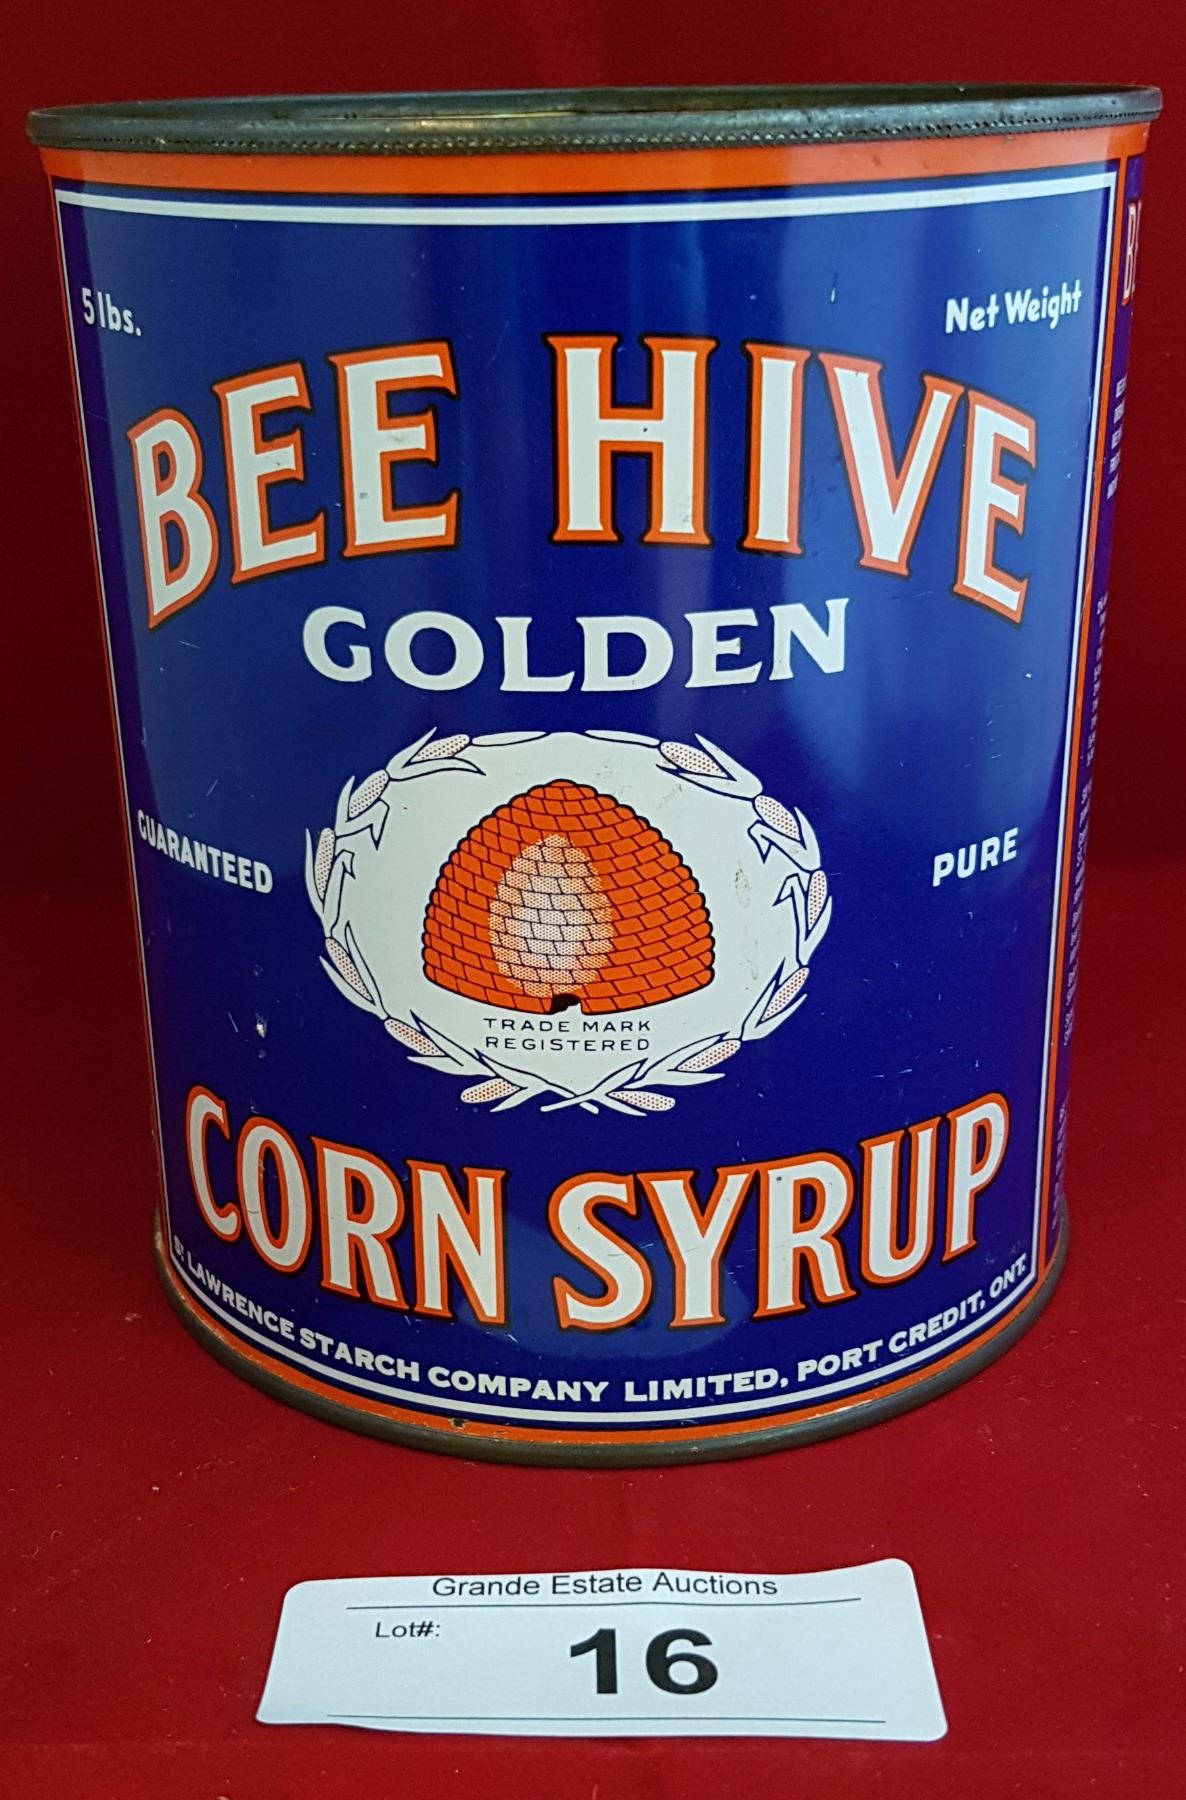 5 lbs.
Net Weight
BEE HIVE
GOLDEN
GUARANTEED
PURE
TRADE MARK
REGISTERED
CORN SYRUP
ST. LAWRENCE STARCH COMPANY LIMITED, PORT CREDIT, ONT.
Grande Estate Auctions
Lot#:
16